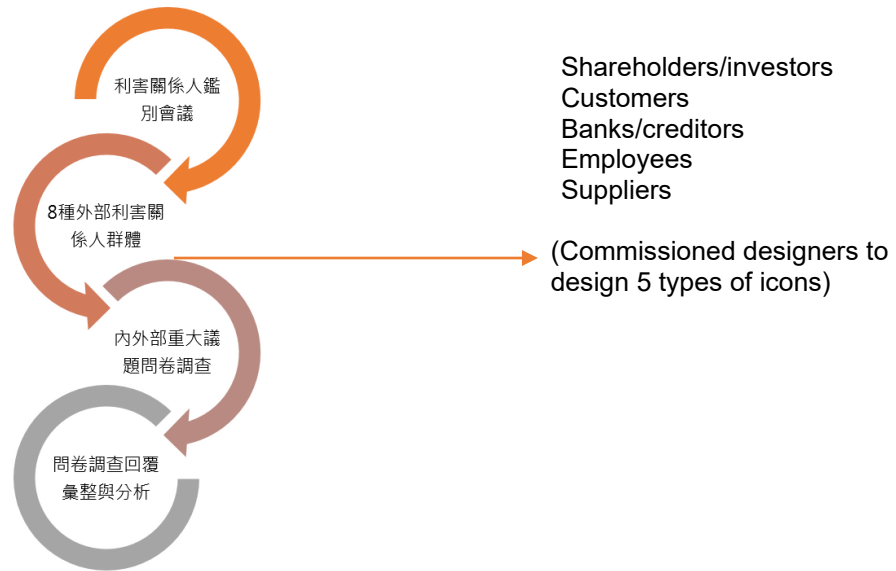 利害關係人鑑
別會議
8種外部利害關
係人群體
內外部重大議
題問卷調查
問卷調查回覆
彙整與分析
Shareholders/investors
Customers
Banks/creditors
Employees
Suppliers
(Commissioned designers to
design 5 types of icons)